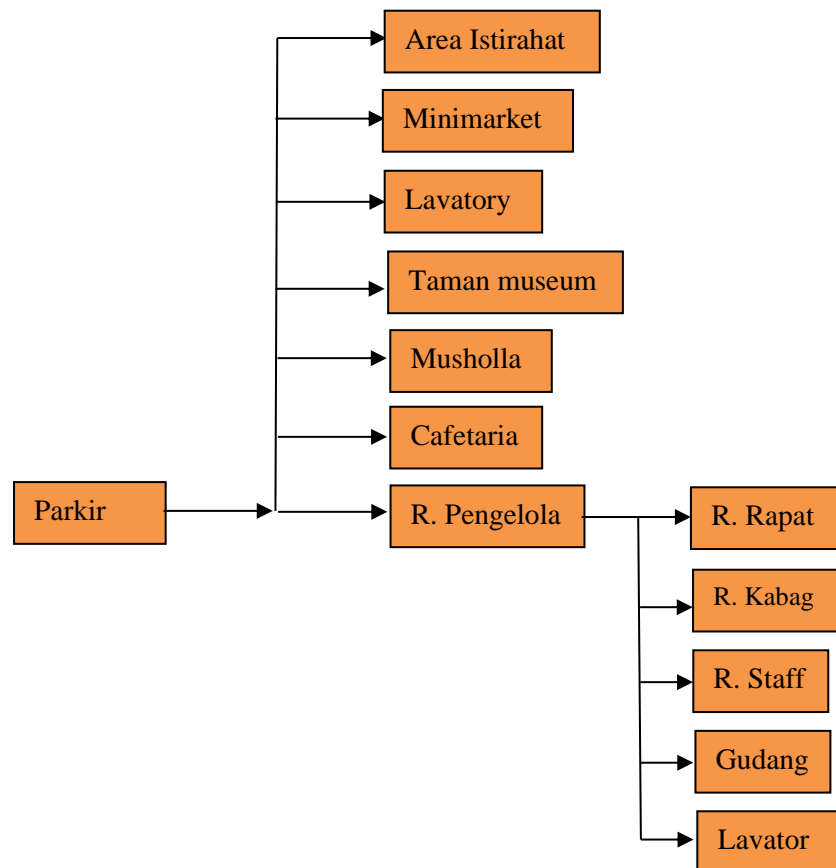 Area Istirahat
Minimarket
Lavatory
Taman museum
Musholla
Cafetaria
Parkir
R. Pengelola
R. Rapat
R. Kabag
R. Staff
Gudang
Lavator